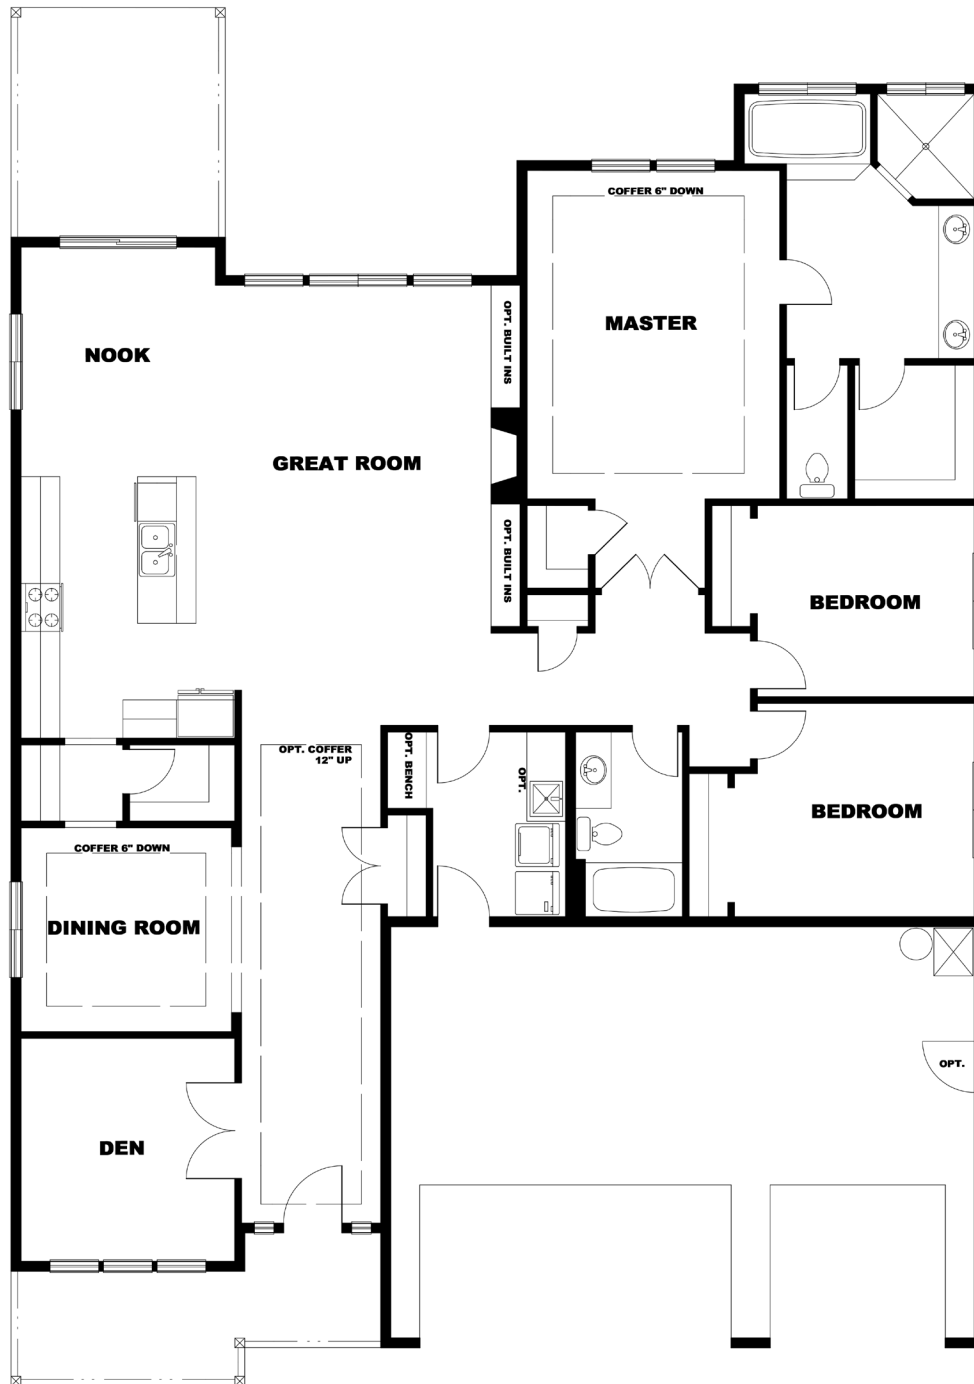 COFFER 6" DOWN
MASTER
OPT. BUILT INS
NOOK
GREAT ROOM
OPT. BUILT INS
BEDROOM
OPT. COFFER
12" UP
OPT. BENCH
OPT.
BEDROOM
COFFER 6" DOWN
DINING ROOM
OPT.
DEN